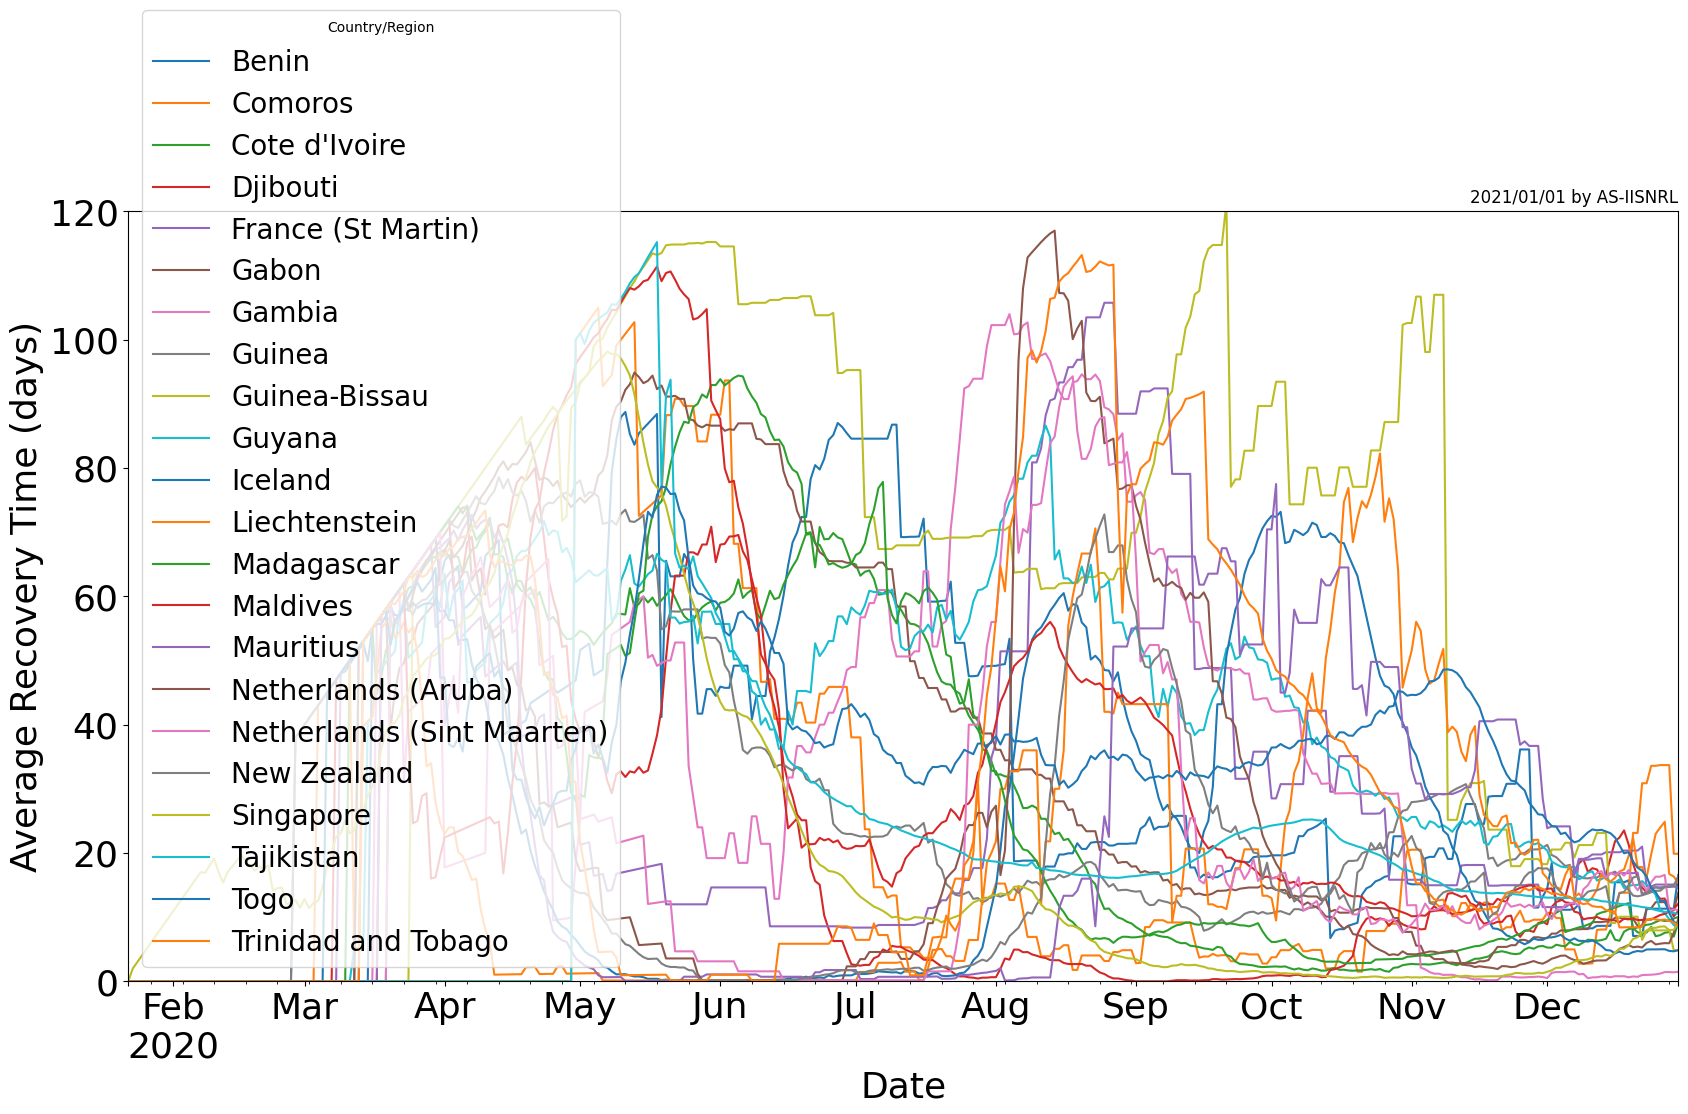 Country/Region
Benin
Comoros
Cote d'Ivoire
Djibouti
France (St Martin)
Gabon
Gambia
Guinea
Guinea-Bissau
Guyana
Iceland
Liechtenstein
Madagascar
Maldives
Mauritius
Netherlands (Aruba)
Netherlands (Sint Maarten)
New Zealand
Singapore
Tajikistan
Togo
Trinidad and Tobago
2021/01/01 by AS-IISNRL
Average Recovery Time (days)
120
100
80
60
40
20
0
Feb Mar Apr May Jun Jul Aug Sep Oct Nov Dec
2020
Date